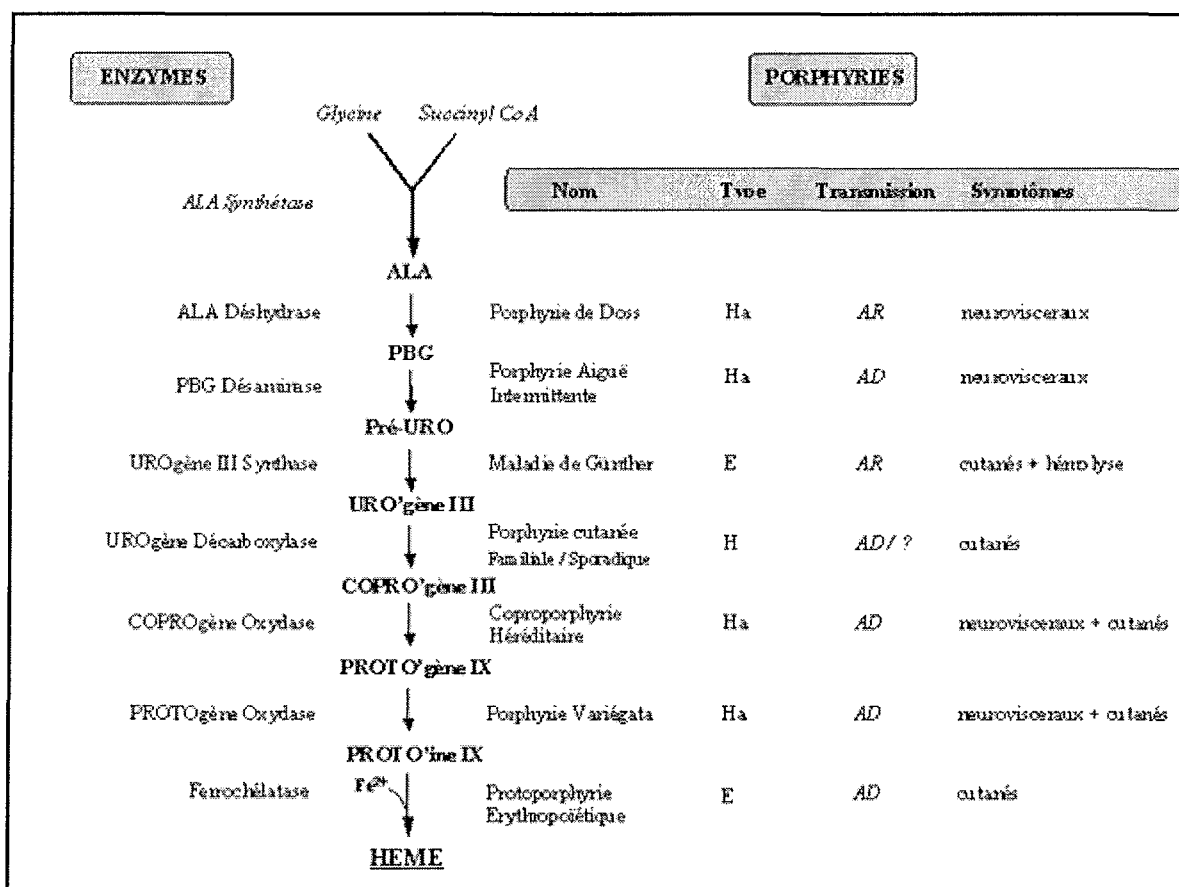 ENZYMES
PORPHYRIES
Glycine Succinyl CoA
Nom Type Transmission Symptômes
ALA Synthétase
ALA
ALA Déshydrase Porphyrie de Doss Ha AR neurovisceraux
PBG
PBG Désaminase Porphyrie Aiguë Ha AD neurovisceraux
Intermittente
Pré-URO
UROgène III Synthase Maladie de Günther E AR cutanés + hémolyse
URO'gène III
UROgène Décarboxylase Porphyrie cutanée H AD / ? cutanés
Familiale / Sporadique
COPRO'gène III
COPROgène Oxydase Coproporphyrie Ha AD neurovisceraux + cutanés
Héréditaire
PROTO'gène IX
PROTOgène Oxydase Porphyrie Variégata Ha AD neurovisceraux + cutanés
PROTO'ine IX
Fe2+
Ferrochélatase Protoporphyrie E AD cutanés
Erythropoïétique
HEME